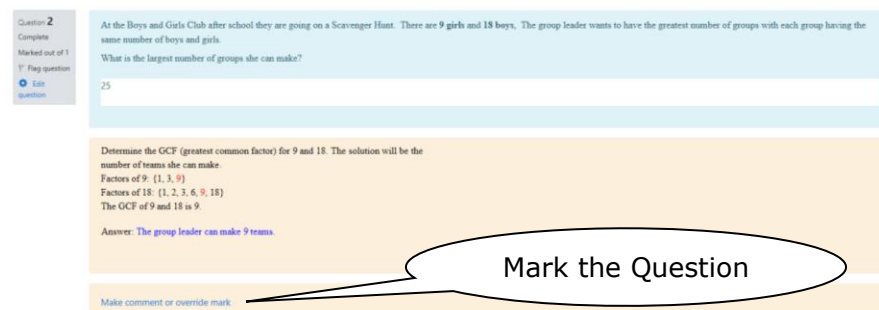 Question 2
Complete
Marked out of 1
Flag question
Edit
question
At the Boys and Girls Club after school they are going on a Scavenger Hunt. There are 9 girls and 18 boys, The group leader wants to have the greatest number of groups with each group having the
same number of boys and girls.
What is the largest number of groups she can make?
25
Determine the GCF (greatest common factor) for 9 and 18. The solution will be the
number of teams she can make.
Factors of 9: {1, 3, 9}
Factors of 18: {1, 2, 3, 6, 9, 18}
The GCF of 9 and 18 is 9.
Answer: The group leader can make 9 teams.
Mark the Question
Make comment or override mark